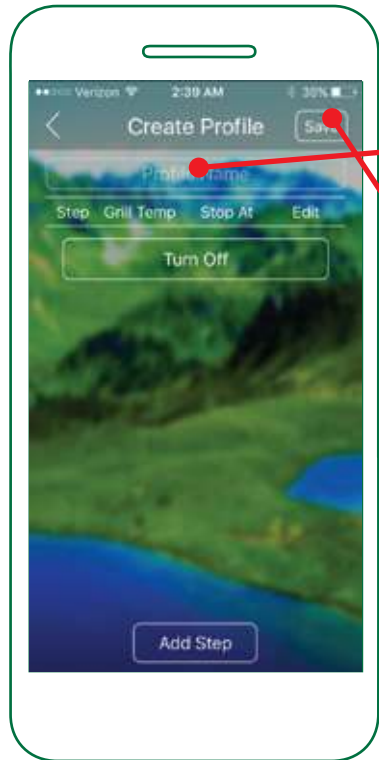 Verizon 2:39 AM 38%
Create Profile Save
Profile Name
Step Grill Temp Stop At Edit
Turn Off
Add Step